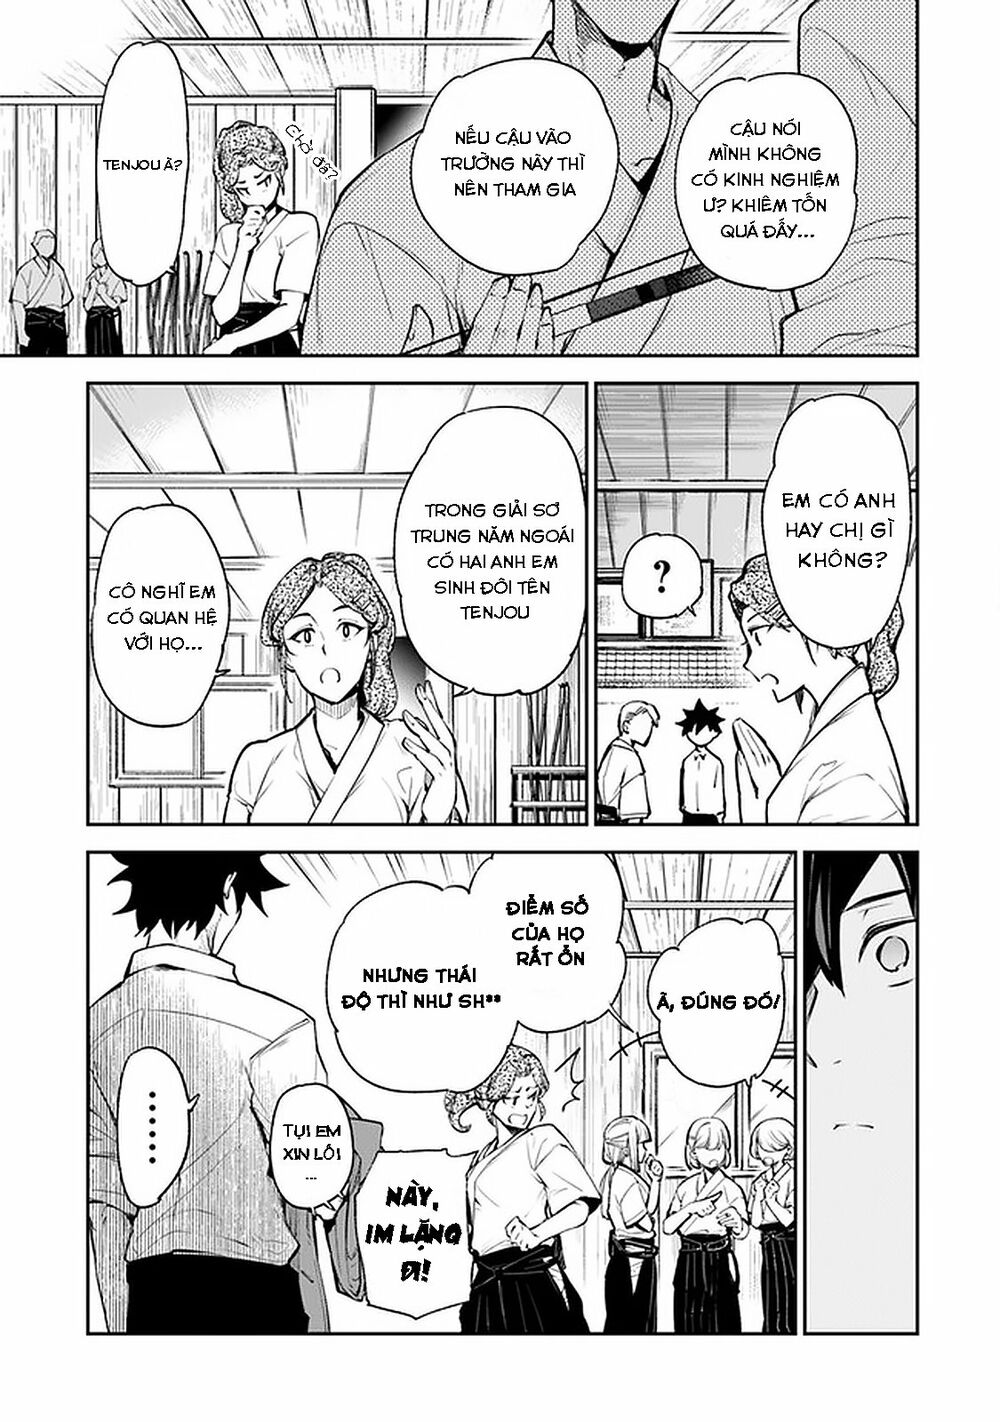 CẬU NÓI
MÌNH KHÔNG
CÓ KINH NGHIỆM
Ư? KHIÊM TỐN
QUÁ ĐẤY...
NẾU CẬU VÀO
TRƯỜNG NÀY THÌ
NÊN THAM GIA
Chờ đã?
TENJOU À?
EM CÓ ANH
HAY CHỊ GÌ
KHÔNG?
?
TRONG GIẢI SƠ
TRUNG NĂM NGOÁI
CÓ HAI ANH EM
SINH ĐÔI TÊN
TENJOU
CÔ NGHĨ EM
CÓ QUAN HỆ
VỚI HỌ...
Ã, ĐÚNG ĐÓ!
ĐIỂM SỐ
CỦA HỌ
RẤT ỔN
NHƯNG THÁI
ĐỘ THÌ NHƯ SH**
NÀY,
IM LẶNG
ĐI!
TỤI EM
XIN LỖI
...
......